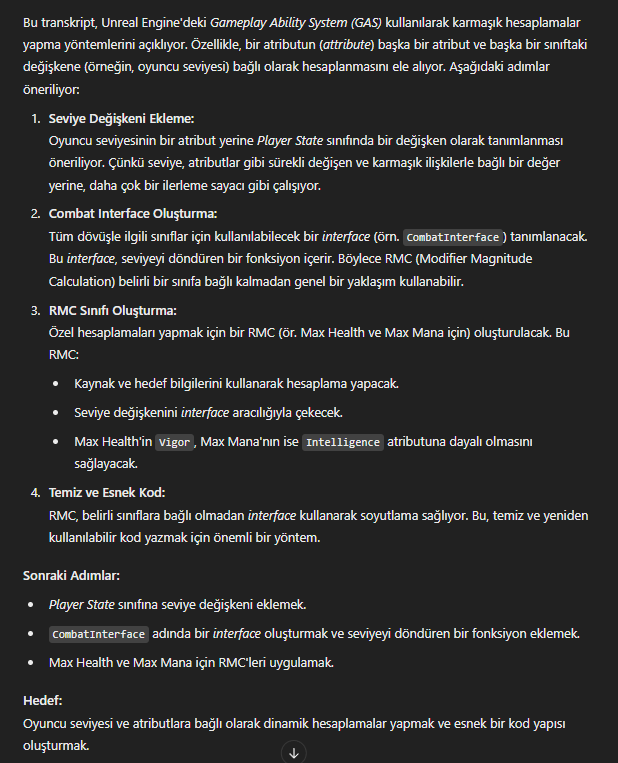 Bu transkript, Unreal Engine'deki Gameplay Ability System (GAS) kullanılarak karmaşık hesaplamalar
yapma yöntemlerini açıklıyor. Özellikle, bir atributun (attribute) başka bir atribut ve başka bir sınıftaki
değişkene (örneğin, oyuncu seviyesi) bağlı olarak hesaplanmasını ele alıyor. Aşağıdaki adımlar
öneriliyor:
1. Seviye Değişkeni Ekleme:
Oyuncu seviyesinin bir atribut yerine Player State sınıfında bir değişken olarak tanımlanması
öneriliyor. Çünkü seviye, atributlar gibi sürekli değişen ve karmaşık ilişkilerle bağlı bir değer
yerine, daha çok bir ilerleme sayacı gibi çalışıyor.
2. Combat Interface Oluşturma:
Tüm dövüşle ilgili sınıflar için kullanılabilecek bir interface (örn. CombatInterface) tanımlanacak.
Bu interface, seviyeyi döndüren bir fonksiyon içerir. Böylece RMC (Modifier Magnitude
Calculation) belirli bir sınıfa bağlı kalmadan genel bir yaklaşım kullanabilir.
3. RMC Sınıfı Oluşturma:
Özel hesaplamaları yapmak için bir RMC (ör. Max Health ve Max Mana için) oluşturulacak. Bu
RMC:
• Kaynak ve hedef bilgilerini kullanarak hesaplama yapacak.
• Seviye değişkenini interface aracılığıyla çekecek.
• Max Health'in Vigor, Max Mana'nın ise Intelligence atributuna dayalı olmasını
sağlayacak.
4. Temiz ve Esnek Kod:
RMC, belirli sınıflara bağlı olmadan interface kullanarak soyutlama sağlıyor. Bu, temiz ve yeniden
kullanılabilir kod yazmak için önemli bir yöntem.
Sonraki Adımlar:
• Player State sınıfına seviye değişkeni eklemek.
• CombatInterface adında bir interface oluşturmak ve seviyeyi döndüren bir fonksiyon eklemek.
• Max Health ve Max Mana için RMC'leri uygulamak.
Hedef:
Oyuncu seviyesi ve atributlara bağlı olarak dinamik hesaplamalar yapmak ve esnek bir kod yapısı
oluşturmak.